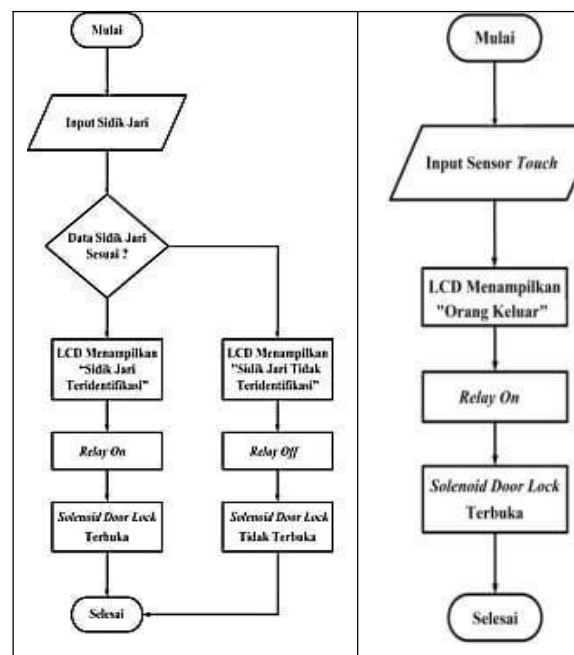 Mulai
Input Sidik Jari
Data Sidik Jari
Sesuai ?
LCD Menampilkan
“Sidik Jari
Teridentifikasi”
LCD Menampilkan
"Sidik Jari Tidak
Teridentifikasi”
Relay On
Relay Off
Solenoid Door Lock
Terbuka
Solenoid Door Lock
Tidak Terbuka
Selesai
Mulai
Input Sensor Touch
LCD Menampilkan
"Orang Keluar"
Relay On
Solenoid Door Lock
Terbuka
Selesai